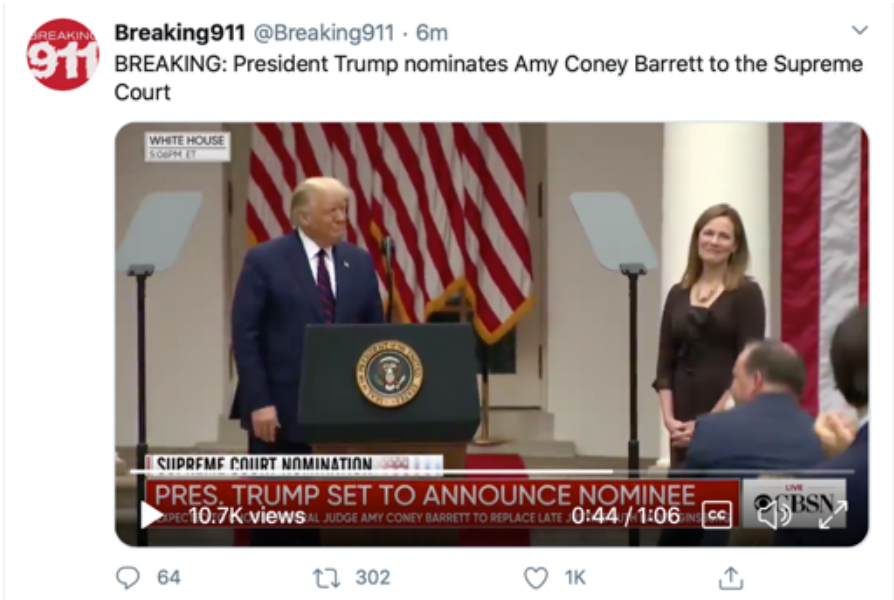 BREAKING
911
Breaking911 @Breaking911 · 6m
BREAKING: President Trump nominates Amy Coney Barrett to the Supreme
Court
WHITE HOUSE
5:06PM ET
SUPREME COURT NOMINATION
PRES. TRUMP SET TO ANNOUNCE NOMINEE
LIVE
CBSN
10.7K views
AL JUDGE AMY CONEY BARRETT TO REPLACE LATE
0:44 / 1:06
CC
64
302
1K